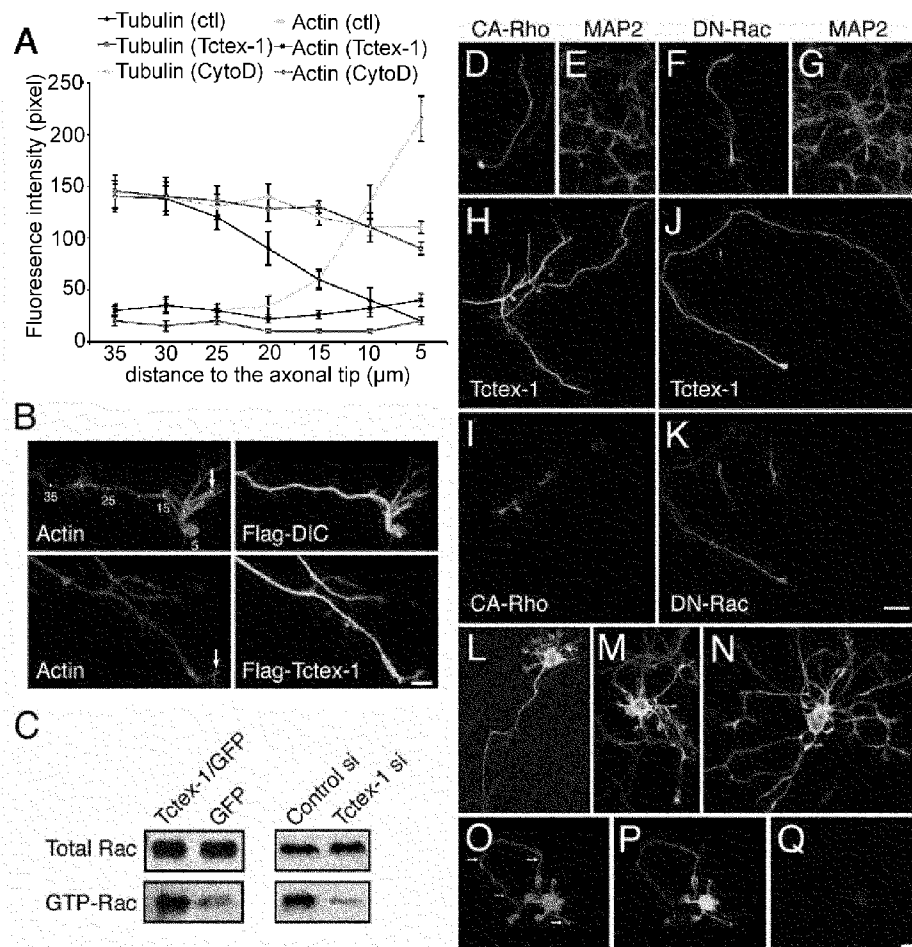 A
Tubulin (ctl)
Tubulin (Tctex-1)
Tubulin (CytoD)
Actin (ctl)
Actin (Tctex-1)
Actin (CytoD)
Fluoresence intensity (pixel)
250
200
150
100
50
0
35 30 25 20 15 10 5
distance to the axonal tip (µm)
B
35
25
15
5
Actin
Flag-DIC
Actin
Flag-Tctex-1
C
Tctex-1/GFP
GFP
Control si
Tctex-1 si
Total Rac
GTP-Rac
CA-Rho MAP2 DN-Rac MAP2
D E F G
H J
Tctex-1 Tctex-1
I K
CA-Rho DN-Rac
L M N
O P Q